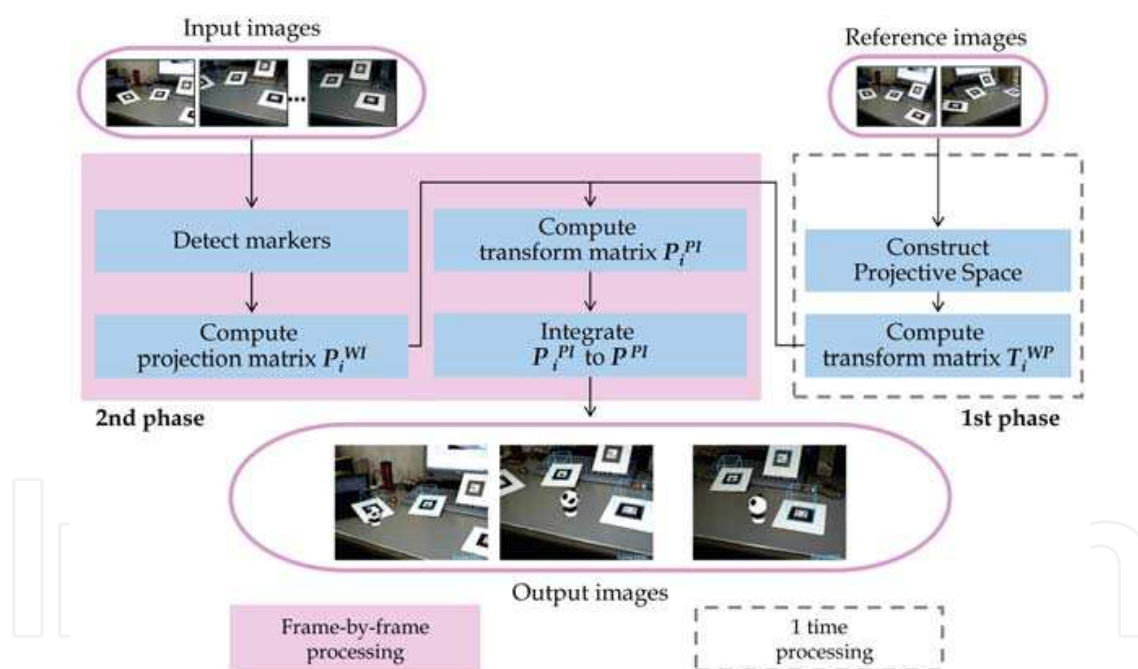 Input images
Reference images
Detect markers
Compute
projection matrix P_i^WI
Compute
transform matrix P_i^PI
Integrate
P_i^PI to P^PI
Construct
Projective Space
Compute
transform matrix T_i^WP
2nd phase
1st phase
Output images
Frame-by-frame
processing
1 time
processing